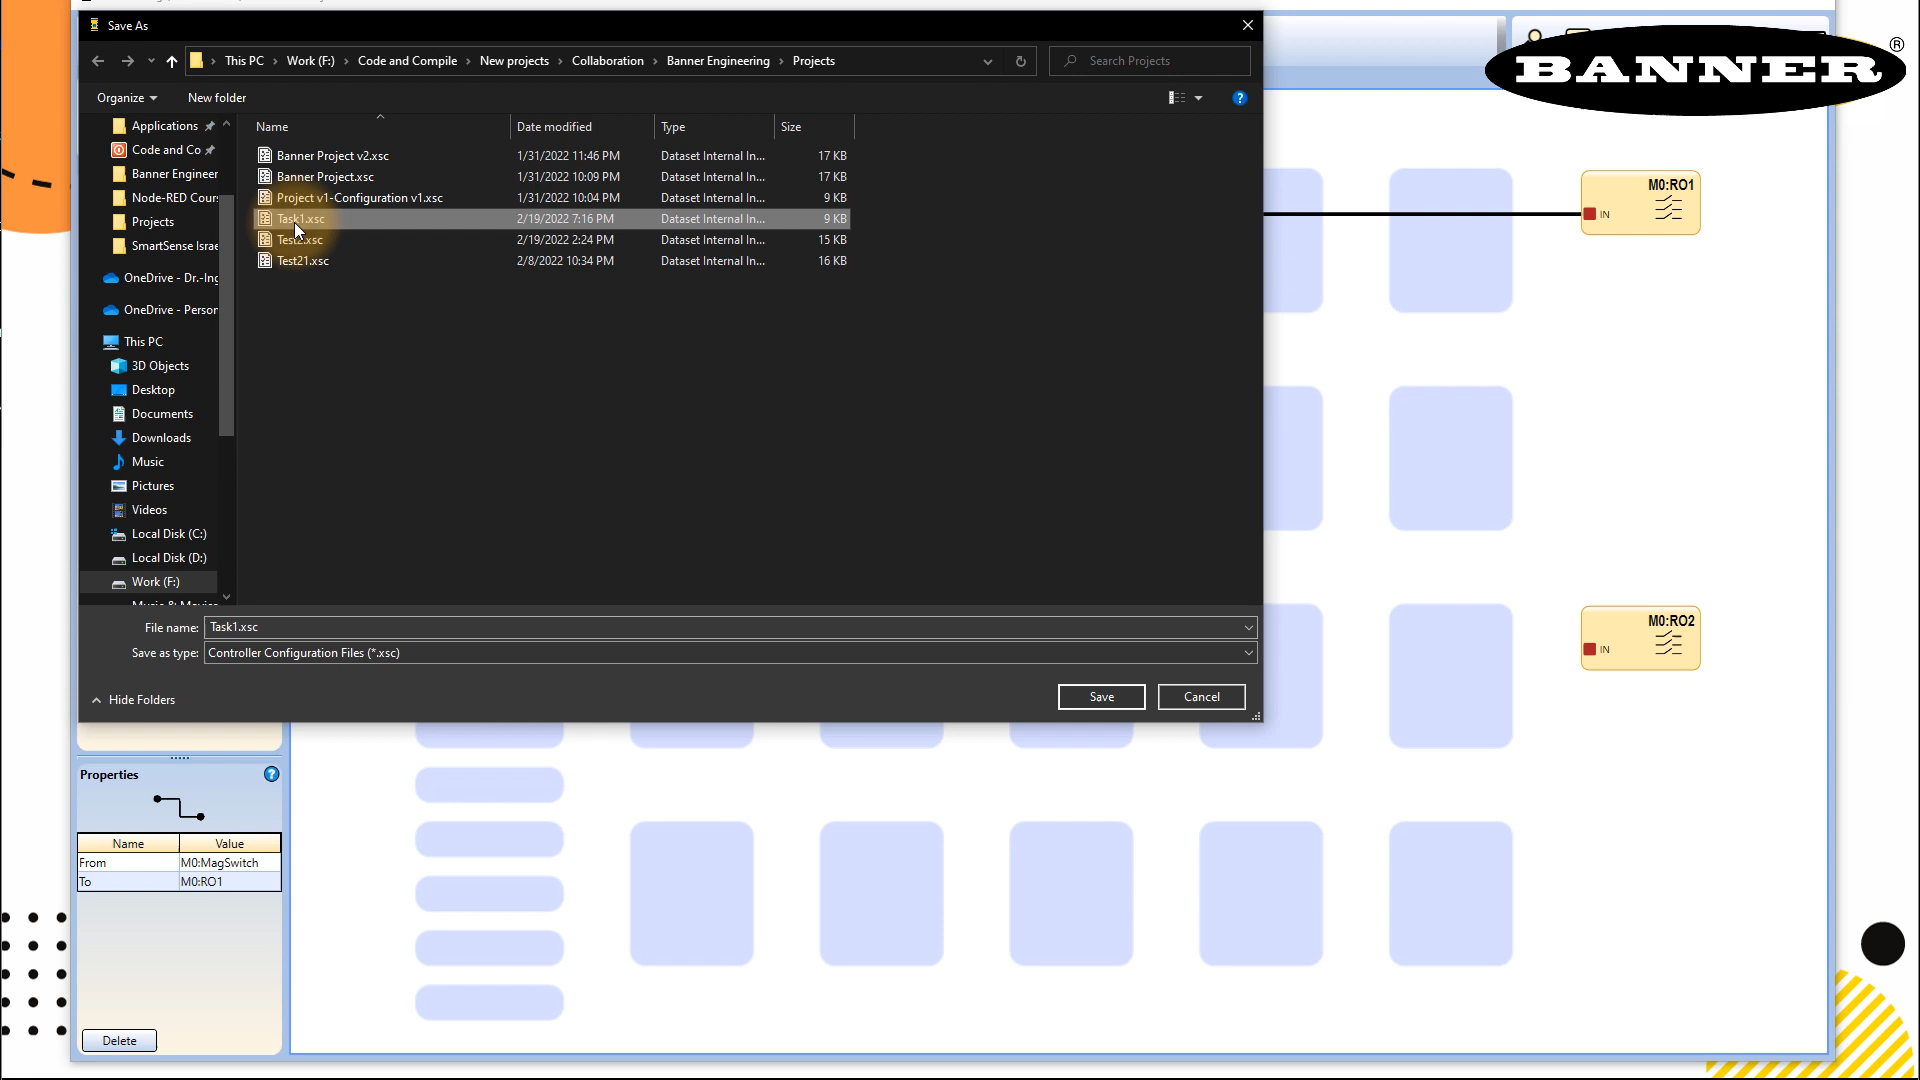 Save As
BANNER®
This PC > Work (F:) > Code and Compile > New projects > Collaboration > Banner Engineering > Projects
Search Projects
Organize
New folder
Name Date modified Type Size
Banner Project v2.xsc 1/31/2022 11:46 PM Dataset Internal In... 17 KB
Banner Project.xsc 1/31/2022 10:09 PM Dataset Internal In... 17 KB
Project v1-Configuration v1.xsc 1/31/2022 10:04 PM Dataset Internal In... 9 KB
Task1.xsc 2/19/2022 7:16 PM Dataset Internal In... 9 KB
Test2.xsc 2/19/2022 2:24 PM Dataset Internal In... 15 KB
Test21.xsc 2/8/2022 10:34 PM Dataset Internal In... 16 KB
Applications
Code and Co
Banner Engineer
Node-RED Cour
Projects
SmartSense Israe
OneDrive - Dr.-Ing
OneDrive - Person
This PC
3D Objects
Desktop
Documents
Downloads
Music
Pictures
Videos
Local Disk (C:)
Local Disk (D:)
Work (F:)
M0:RO1
IN
M0:RO2
IN
File name: Task1.xsc
Save as type: Controller Configuration Files (*.xsc)
Hide Folders
Save
Cancel
Properties
Name Value
From M0:MagSwitch
To M0:RO1
Delete